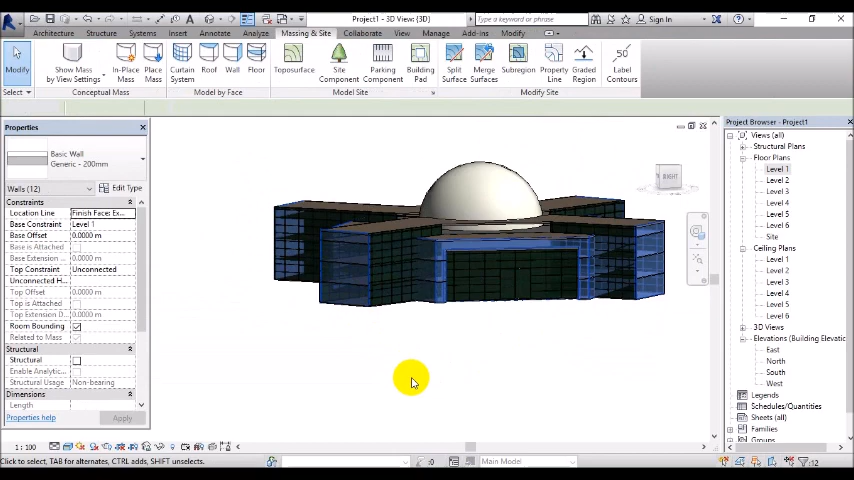 Project1 - 3D View: {3D}
Type a keyword or phrase
Sign In
Architecture Structure Systems Insert Annotate Analyze Massing & Site Collaborate View Manage Add-Ins Modify
Modify
Show Mass by View Settings
In-Place Mass
Place Mass
Curtain System
Roof
Wall
Floor
Toposurface
Site Component
Parking Component
Building Pad
Split Surface
Merge Surfaces
Subregion
Property Line
Graded Region
Label Contours
50
Select
Conceptual Mass
Model by Face
Model Site
Modify Site
Properties
Basic Wall
Generic - 200mm
Walls (12)
Edit Type
Constraints
Location Line Finish Face: Ex...
Base Constraint Level 1
Base Offset 0.0000 m
Base is Attached
Base Extension ... 0.0000 m
Top Constraint Unconnected
Unconnected H...
Top Offset 0.0000 m
Top is Attached
Top Extension D... 0.0000 m
Room Bounding
Related to Mass
Structural
Structural
Enable Analytic...
Structural Usage Non-bearing
Dimensions
Length
Properties help
Apply
RIGHT
Project Browser - Project1
Views (all)
Structural Plans
Floor Plans
Level 1
Level 2
Level 3
Level 4
Level 5
Level 6
Site
Ceiling Plans
Level 1
Level 2
Level 3
Level 4
Level 5
Level 6
3D Views
Elevations (Building Elevatio
East
North
South
West
Legends
Schedules/Quantities
Sheets (all)
Families
Groups
1 : 100
Click to select, TAB for alternates, CTRL adds, SHIFT unselects.
:0
Main Model
:12